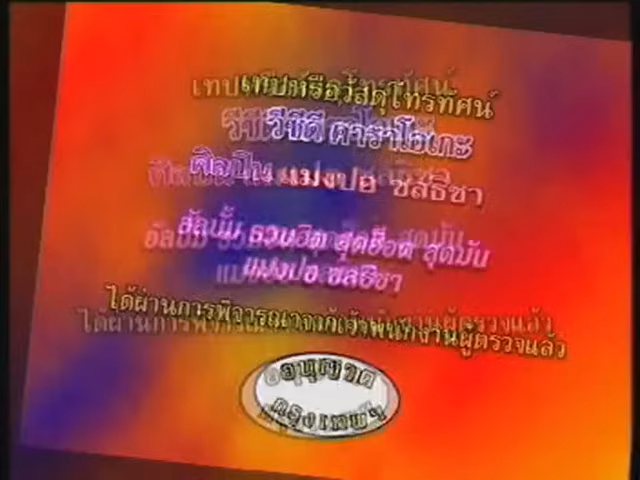 เทปหรือวัสดุโทรทัศน์
วีซีดี คาราโอเกะ
ศิลปิน แมงปอ ชลธิชา
อัลบั้ม รวมฮิต สุดฮ็อต สุดมัน
แมงปอ ชลธิชา
ได้ผ่านการพิจารณาจากเจ้าพนักงานผู้ตรวจแล้ว
อนุญาต
กรุงเทพฯ